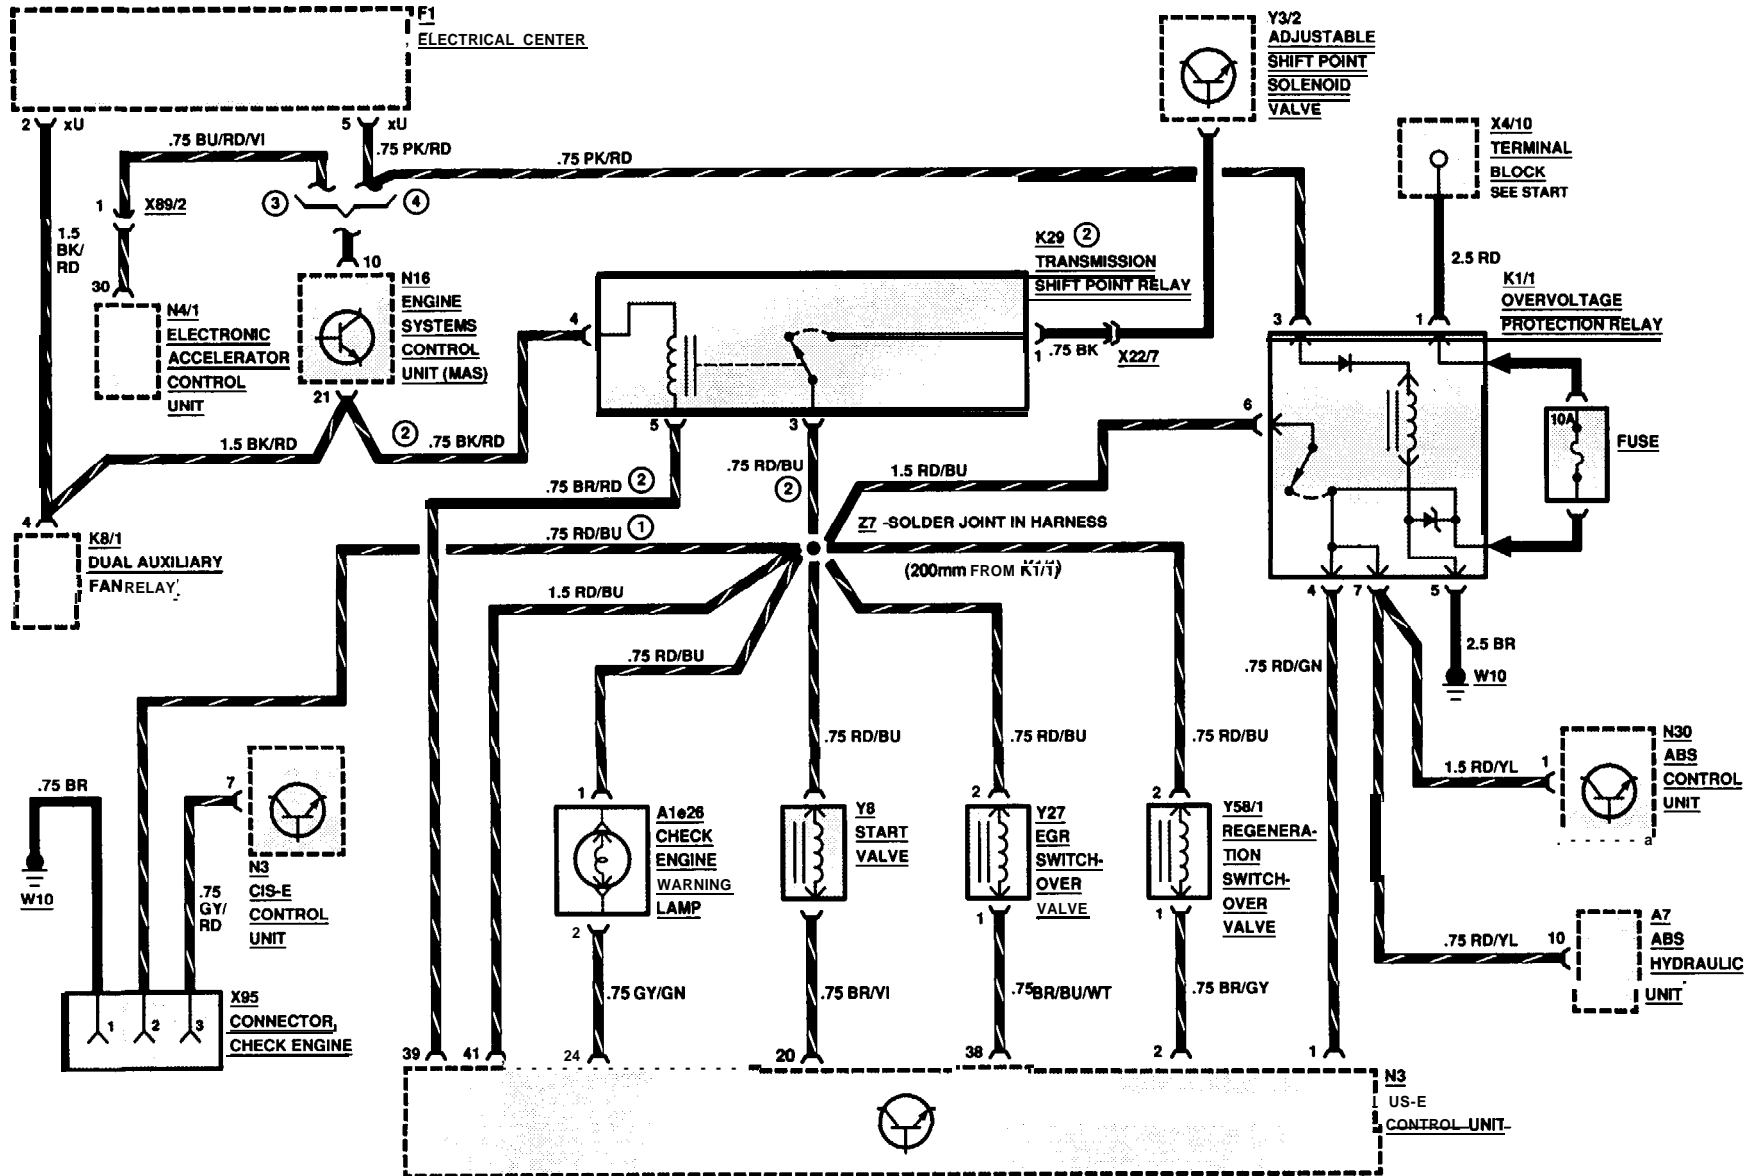 F1
ELECTRICAL CENTER
2 xU
5 xU
.75 BU/RD/VI
.75 PK/RD
.75 PK/RD
Y3/2
ADJUSTABLE
SHIFT POINT
SOLENOID
VALVE
X4/10
TERMINAL
BLOCK
SEE START
1
X89/2
3
4
1.5
BK/
RD
30
10
N4/1
ELECTRONIC
ACCELERATOR
CONTROL
UNIT
N16
ENGINE
SYSTEMS
CONTROL
UNIT (MAS)
21
K29 2
TRANSMISSION
SHIFT POINT RELAY
4
1
.75 BK
X22/7
2.5 RD
K1/1
OVERVOLTAGE
PROTECTION RELAY
3
1
10A
FUSE
6
1.5 BK/RD
2
.75 BK/RD
5
3
.75 BR/RD 2
.75 RD/BU
2
1.5 RD/BU
.75 RD/BU 1
Z7 -SOLDER JOINT IN HARNESS
(200mm FROM K1/1)
4
K8/1
DUAL AUXILIARY
FAN RELAY
1.5 RD/BU
.75 RD/BU
4
7
5
2.5 BR
W10
.75 RD/GN
.75 RD/BU
.75 RD/BU
.75 RD/BU
1.5 RD/YL
1
N30
ABS
CONTROL
UNIT
a
.75 BR
W10
7
N3
CIS-E
CONTROL
UNIT
.75
GY/
RD
1
A1e26
CHECK
ENGINE
WARNING
LAMP
2
Y8
START
VALVE
2
Y27
EGR
SWITCH-
OVER
VALVE
1
2
Y58/1
REGENERA-
TION
SWITCH-
OVER
VALVE
1
.75 RD/YL
10
A7
ABS
HYDRAULIC
UNIT
.75 GY/GN
.75 BR/VI
.75 BR/BU/WT
.75 BR/GY
1
2
3
X95
CONNECTOR,
CHECK ENGINE
39
41
24
20
38
2
1
N3
US-E
CONTROL UNIT